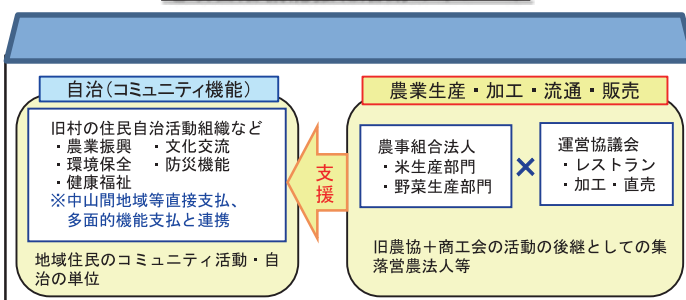 自治（コミュニティ機能）
旧村の住民自治活動組織など
・農業振興　・文化交流
・環境保全　・防災機能
・健康福祉
※中山間地域等直接支払、
多面的機能支払と連携
地域住民のコミュニティ活動・自
治の単位
支援
農業生産・加工・流通・販売
農事組合法人
・米生産部門
・野菜生産部門
×
運営協議会
・レストラン
・加工・直売
旧農協＋商工会の活動の後継としての集
落営農法人等